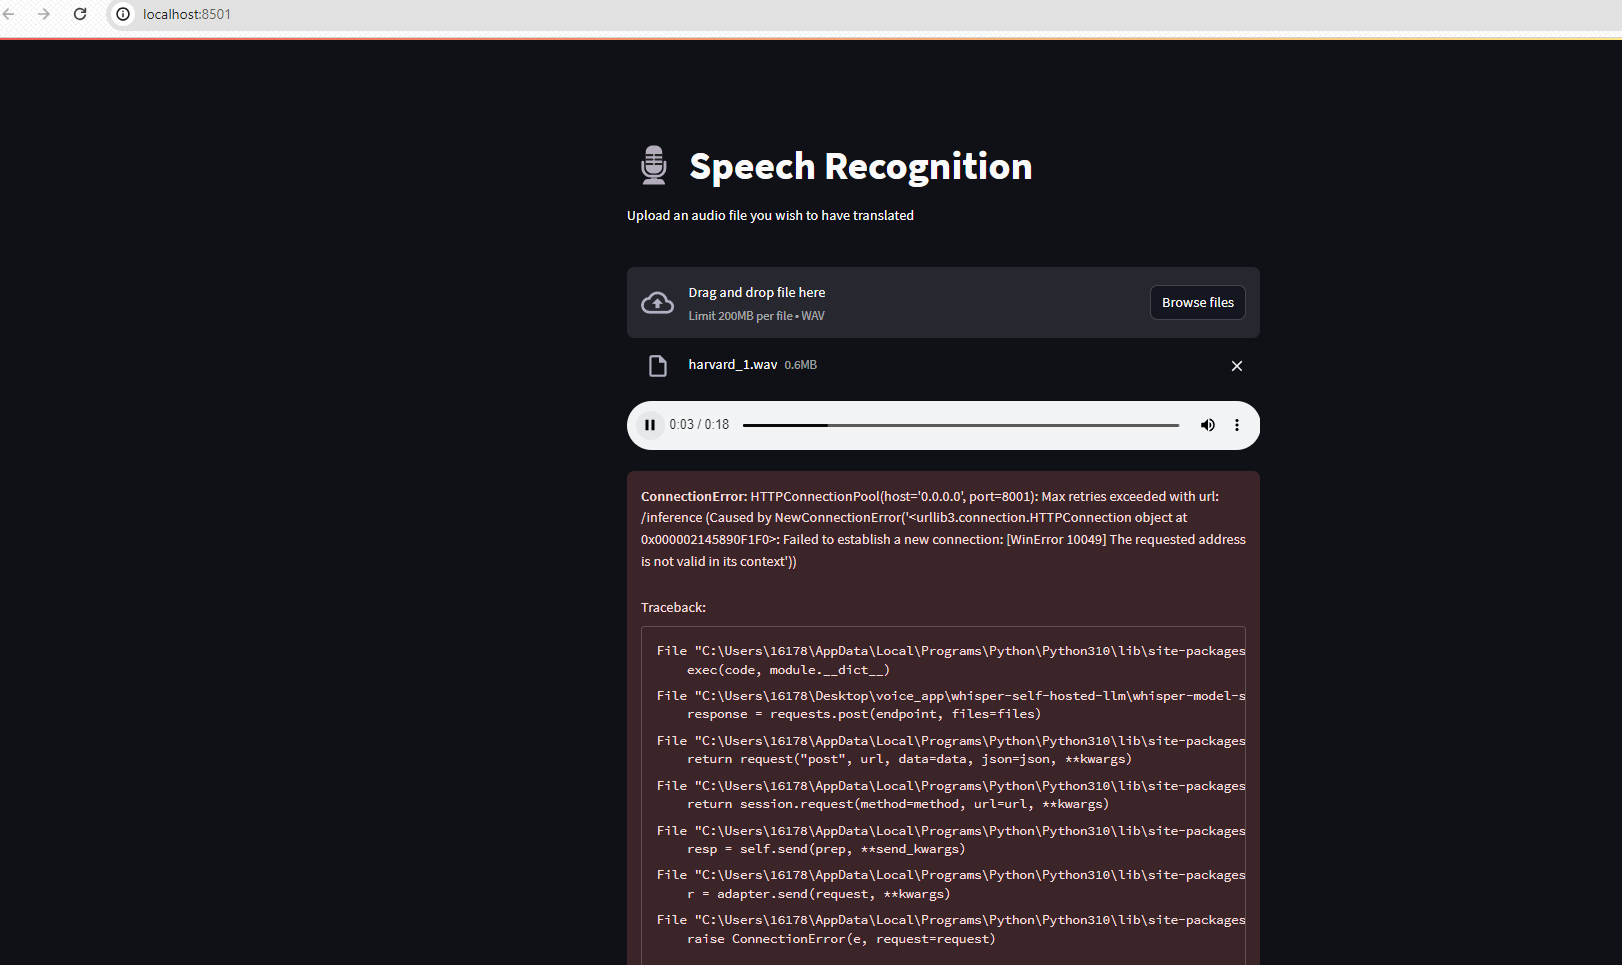 localhost:8501
Speech Recognition
Upload an audio file you wish to have translated
Drag and drop file here
Limit 200MB per file • WAV
Browse files
harvard_1.wav 0.6MB
0:03 / 0:18
ConnectionError: HTTPConnectionPool(host='0.0.0.0', port=8001): Max retries exceeded with url:
/inference (Caused by NewConnectionError('<urllib3.connection.HTTPConnection object at
0x000002145890F1F0>: Failed to establish a new connection: [WinError 10049] The requested address
is not valid in its context'))
Traceback:
File "C:\Users\16178\AppData\Local\Programs\Python\Python310\lib\site-packages
exec(code, module.__dict__)
File "C:\Users\16178\Desktop\voice_app\whisper-self-hosted-llm\whisper-model-s
response = requests.post(endpoint, files=files)
File "C:\Users\16178\AppData\Local\Programs\Python\Python310\lib\site-packages
return request("post", url, data=data, json=json, **kwargs)
File "C:\Users\16178\AppData\Local\Programs\Python\Python310\lib\site-packages
return session.request(method=method, url=url, **kwargs)
File "C:\Users\16178\AppData\Local\Programs\Python\Python310\lib\site-packages
resp = self.send(prep, **send_kwargs)
File "C:\Users\16178\AppData\Local\Programs\Python\Python310\lib\site-packages
r = adapter.send(request, **kwargs)
File "C:\Users\16178\AppData\Local\Programs\Python\Python310\lib\site-packages
raise ConnectionError(e, request=request)